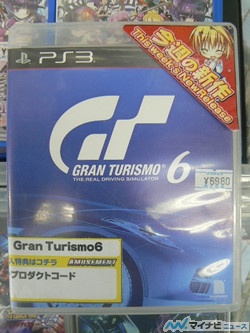 PS3
今週の新作
This week's New Release
GT
GRAN TURISMO 6
THE REAL DRIVING SIMULATOR
Gran Turismo6
特典はコチラ AMUSEMENT
プロダクトコード
マイナビニュース